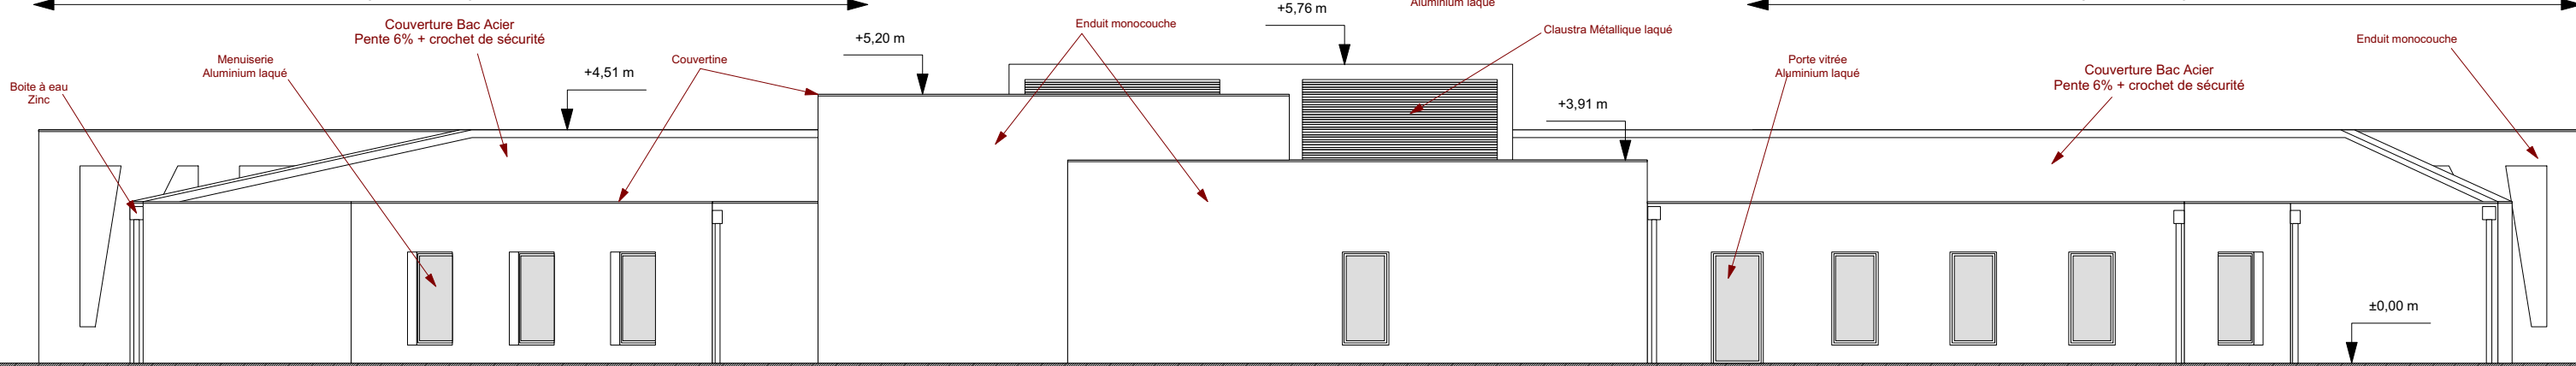 Couverture Bac Acier
Pente 6% + crochet de sécurité
Menuiserie
Aluminium laqué
Boite à eau
Zinc
+4,51 m
Couvertine
+5,20 m
Enduit monocouche
+5,76 m
Aluminium laqué
Claustra Métallique laqué
+3,91 m
Porte vitrée
Aluminium laqué
Couverture Bac Acier
Pente 6% + crochet de sécurité
Enduit monocouche
±0,00 m